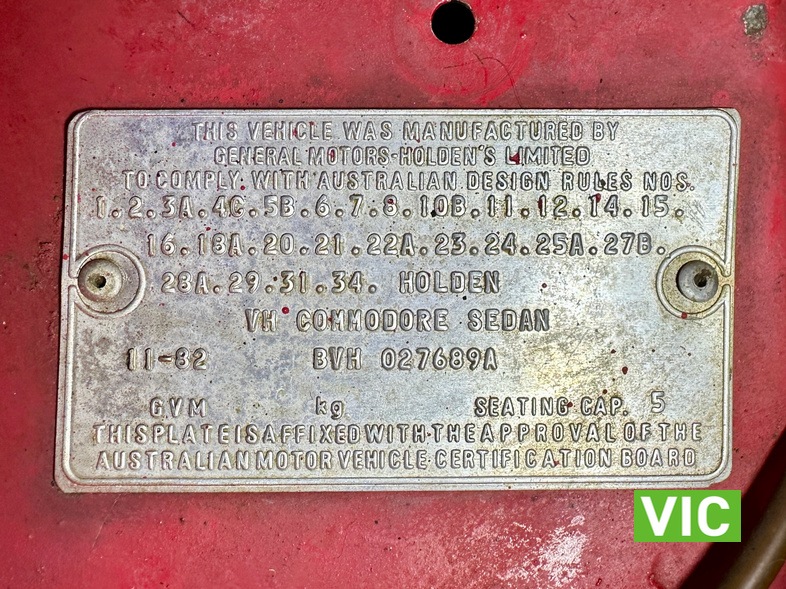 THIS VEHICLE WAS MANUFACTURED BY
GENERAL MOTORS-HOLDEN'S LIMITED
TO COMPLY WITH AUSTRALIAN DESIGN RULES NOS.
1.2.3A.4C.5B.6.7.8.10B.11.12.14.15.
16.18A.20.21.22A.23.24.25A.27B.
28A.29.31.34. HOLDEN
VH COMMODORE SEDAN
11-82 BVH 027689A
GVM kg SEATING CAP. 5
THIS PLATE IS AFFIXED WITH THE APPROVAL OF THE
AUSTRALIAN MOTOR VEHICLE CERTIFICATION BOARD
VIC